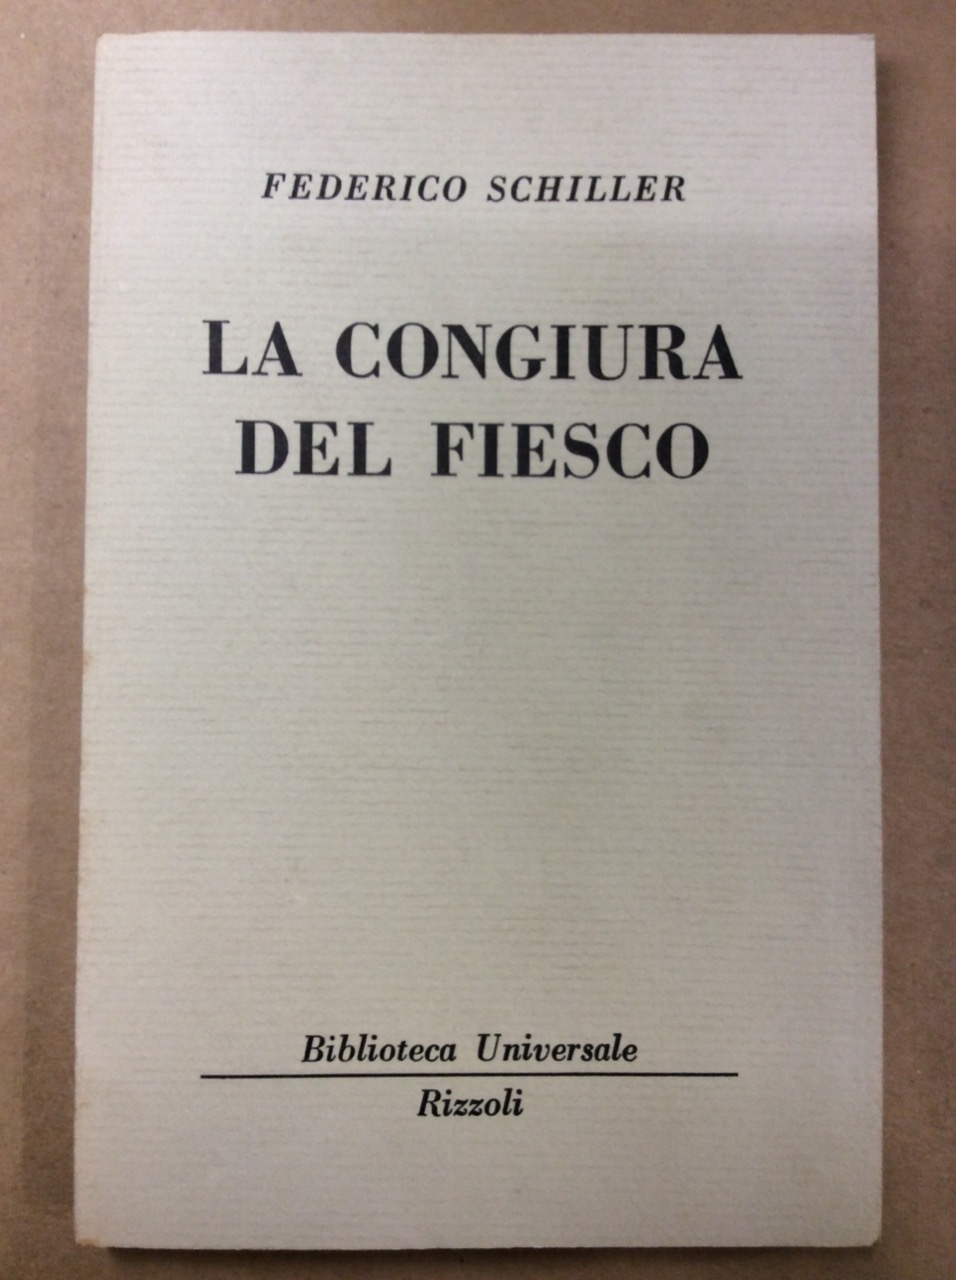 FEDERICO SCHILLER
LA CONGIURA
DEL FIESCO
Biblioteca Universale
Rizzoli